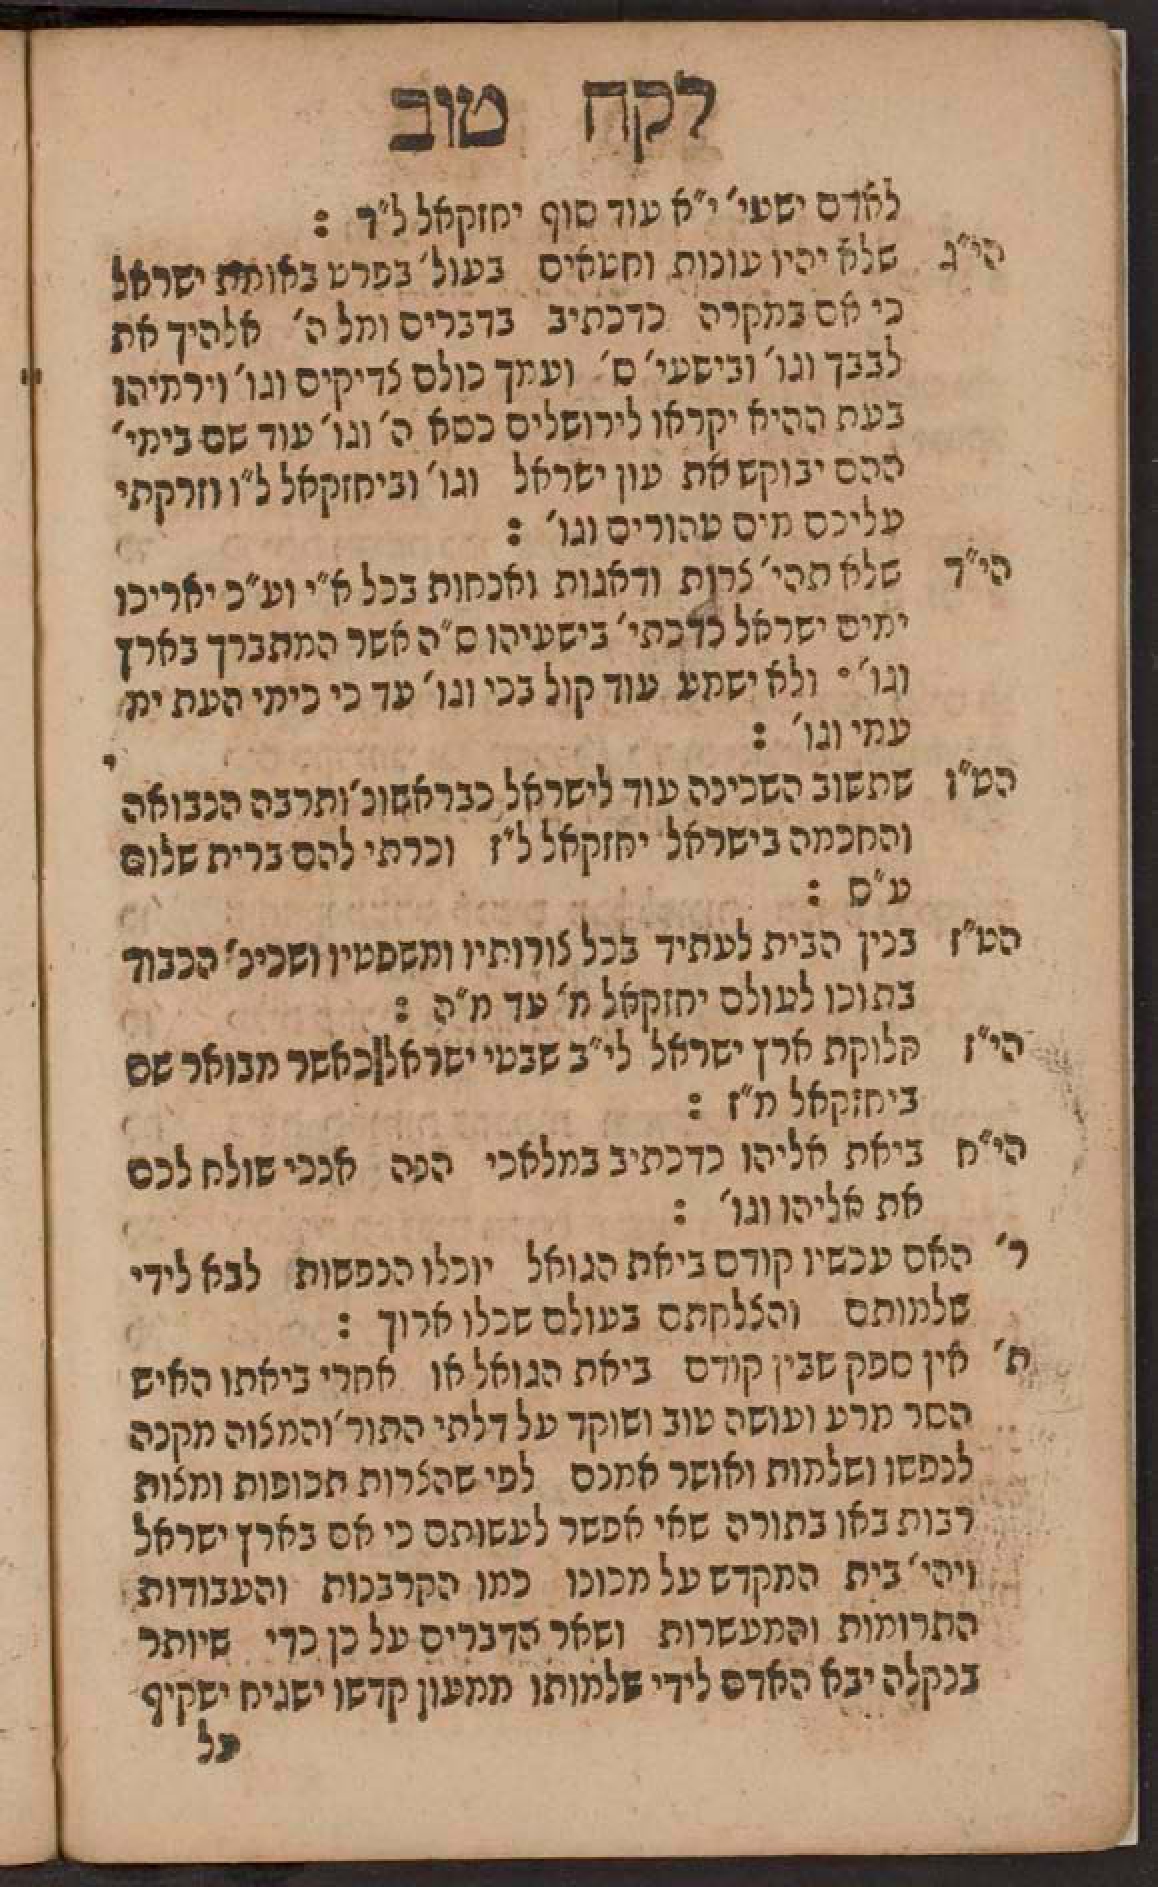 לקח טוב
לאדם ישעי' י"א עוד סוף יחזקאל ל"ד :
הי"ג שלא יהיו עונות וחטאים בעול' בפרט באומת ישראל
כי אם במקרה כדכתיב בדברים ומל ה' אלהיך את
לבבך וגו' ובישעי' ס' ועמך כולם צדיקים וגו' וירמיהו
בעת ההיא יקראו לירושלים כסא ה' וגו' עוד שם בימי'
ההם יבוקש את עון ישראל וגו' וביחזקאל ל"ו וזרקתי
עליכם מים טהורים וגו' :
הי"ד שלא תהי' צרות ודאגות ואנחות בכל א"י וע"כ יאריכו
ימים ישראל כדכתי' בישעיהו ס"ה אשר המתברך בארץ
וגו' ולא ישמע עוד קול בכי וגו' עד כי כימי העת ימי
עמי וגו' :
הט"ו שתשוב השכינה עוד לישראל כבראשונ' ותרבה הנבואה
והחכמה בישראל יחזקאל ל"ז וכרתי להם ברית שלום
ע"ם :
הט"ז בנין הבית לעתיד בכל צורותיו ומשפטיו ושכינ' הכבוד
בתוכו לעולם יחזקאל מ' עד מ"ה :
הי"ז חלוקת ארץ ישראל לי"ב שבטי ישראל כאשר מבואר שם
ביחזקאל מ"ז :
הי"ח ביאת אליהו כדכתיב במלאכי הנה אנכי שולח לכם
את אליהו וגו' :
ר' האם עכשיו קודם ביאת הגואל יוכלו הנפשות לבא לידי
שלמותם והצלחתם בעולם שכלו ארוך :
ת' אין ספק שבין קודם ביאת הגואל או אחרי ביאתו האיש
הסר מרע ועושה טוב ושוקד על דלתי התור' והמצוה מקנה
לנפשו ושלמות ואושר אמנם לפי שהצרות תכופות ומצות
רבות באו בתורה שאי אפשר לעשותם כי אם בארץ ישראל
ויהי' בית המקדש על מכונו כמו הקרבנות והעבודות
התרומות והמעשרות ושאר הדברים על כן כדי שיותר
בנקלה יבא האדם לידי שלמותו ממעון קדשו ישגיח ישקיף
על